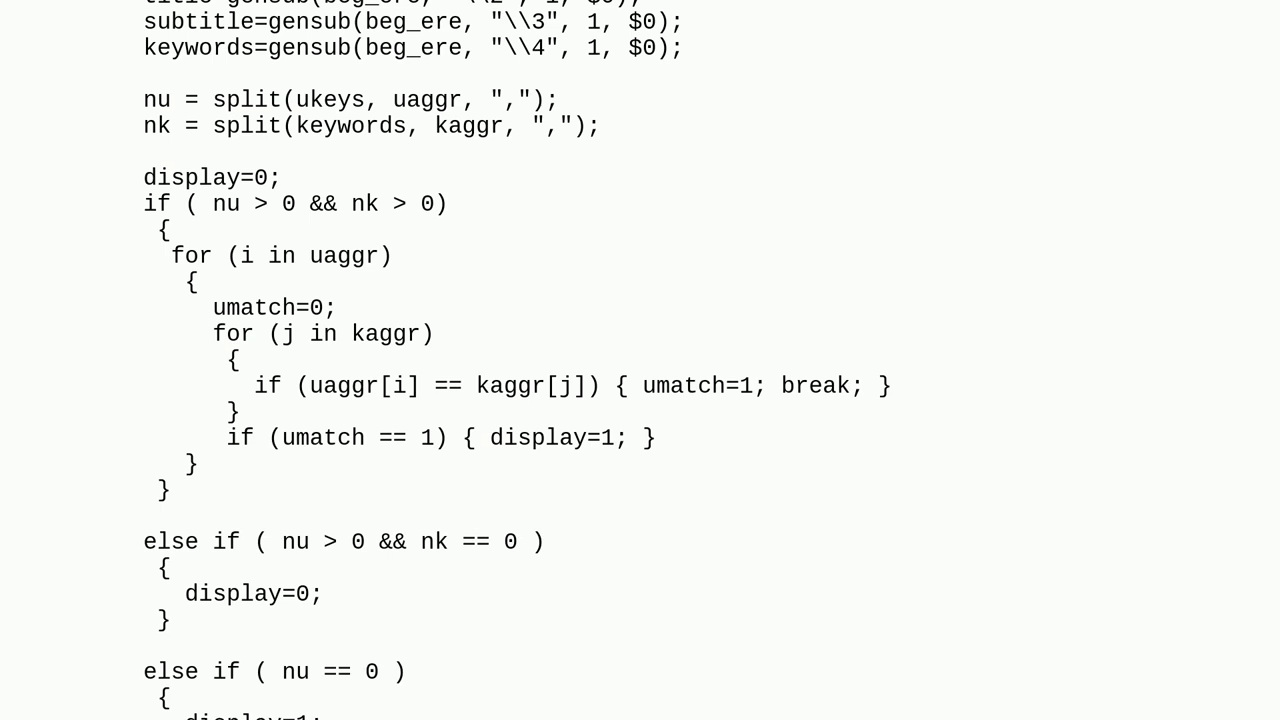 subtitle=gensub(beg_ere, "\\3", 1, $0);
keywords=gensub(beg_ere, "\\4", 1, $0);
nu = split(ukeys, uaggr, ",");
nk = split(keywords, kaggr, ",");
display=0;
if ( nu > 0 && nk > 0)
{
for (i in uaggr)
{
umatch=0;
for (j in kaggr)
{
if (uaggr[i] == kaggr[j]) { umatch=1; break; }
}
if (umatch == 1) { display=1; }
}
}
else if ( nu > 0 && nk == 0 )
{
display=0;
}
else if ( nu == 0 )
{
display=1;